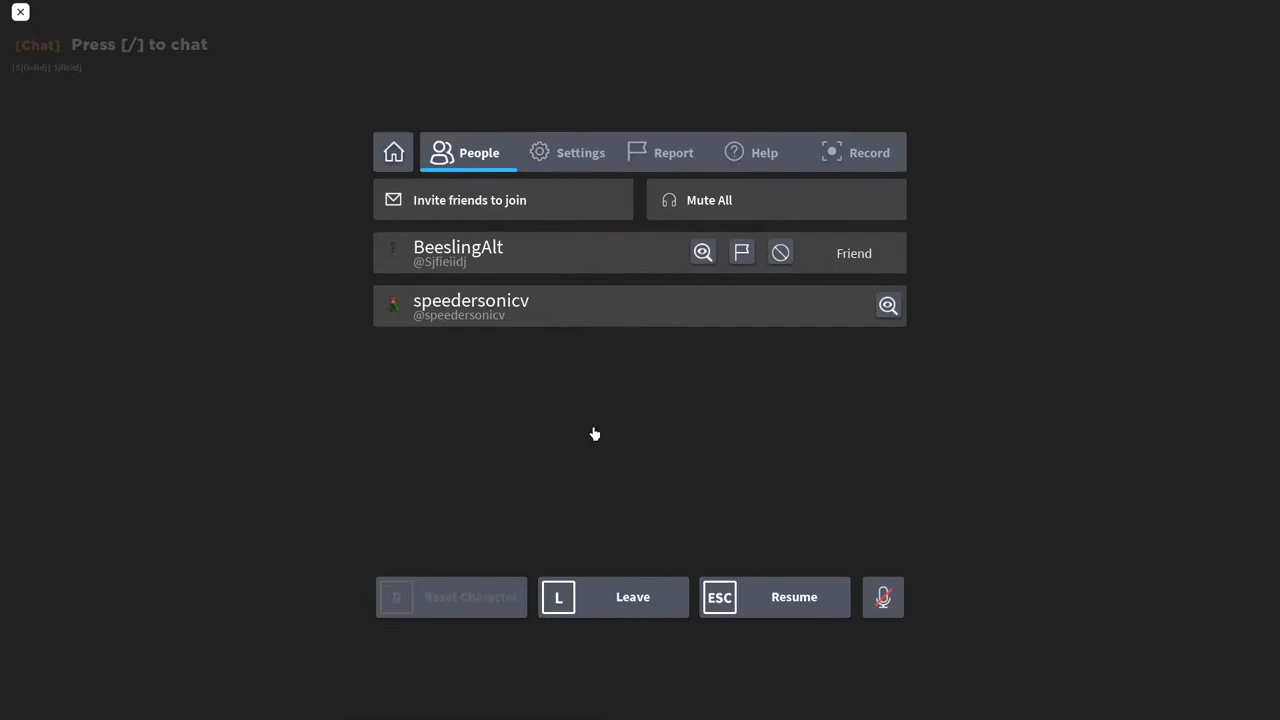 [Chat] Press [/] to chat
[Sjfieiidj] Sjfieiidj
People
Settings
Report
Help
Record
Invite friends to join
Mute All
BeeslingAlt
@Sjfieiidj
Friend
speedersonicv
@speedersonicv
R Reset Character
L Leave
ESC Resume